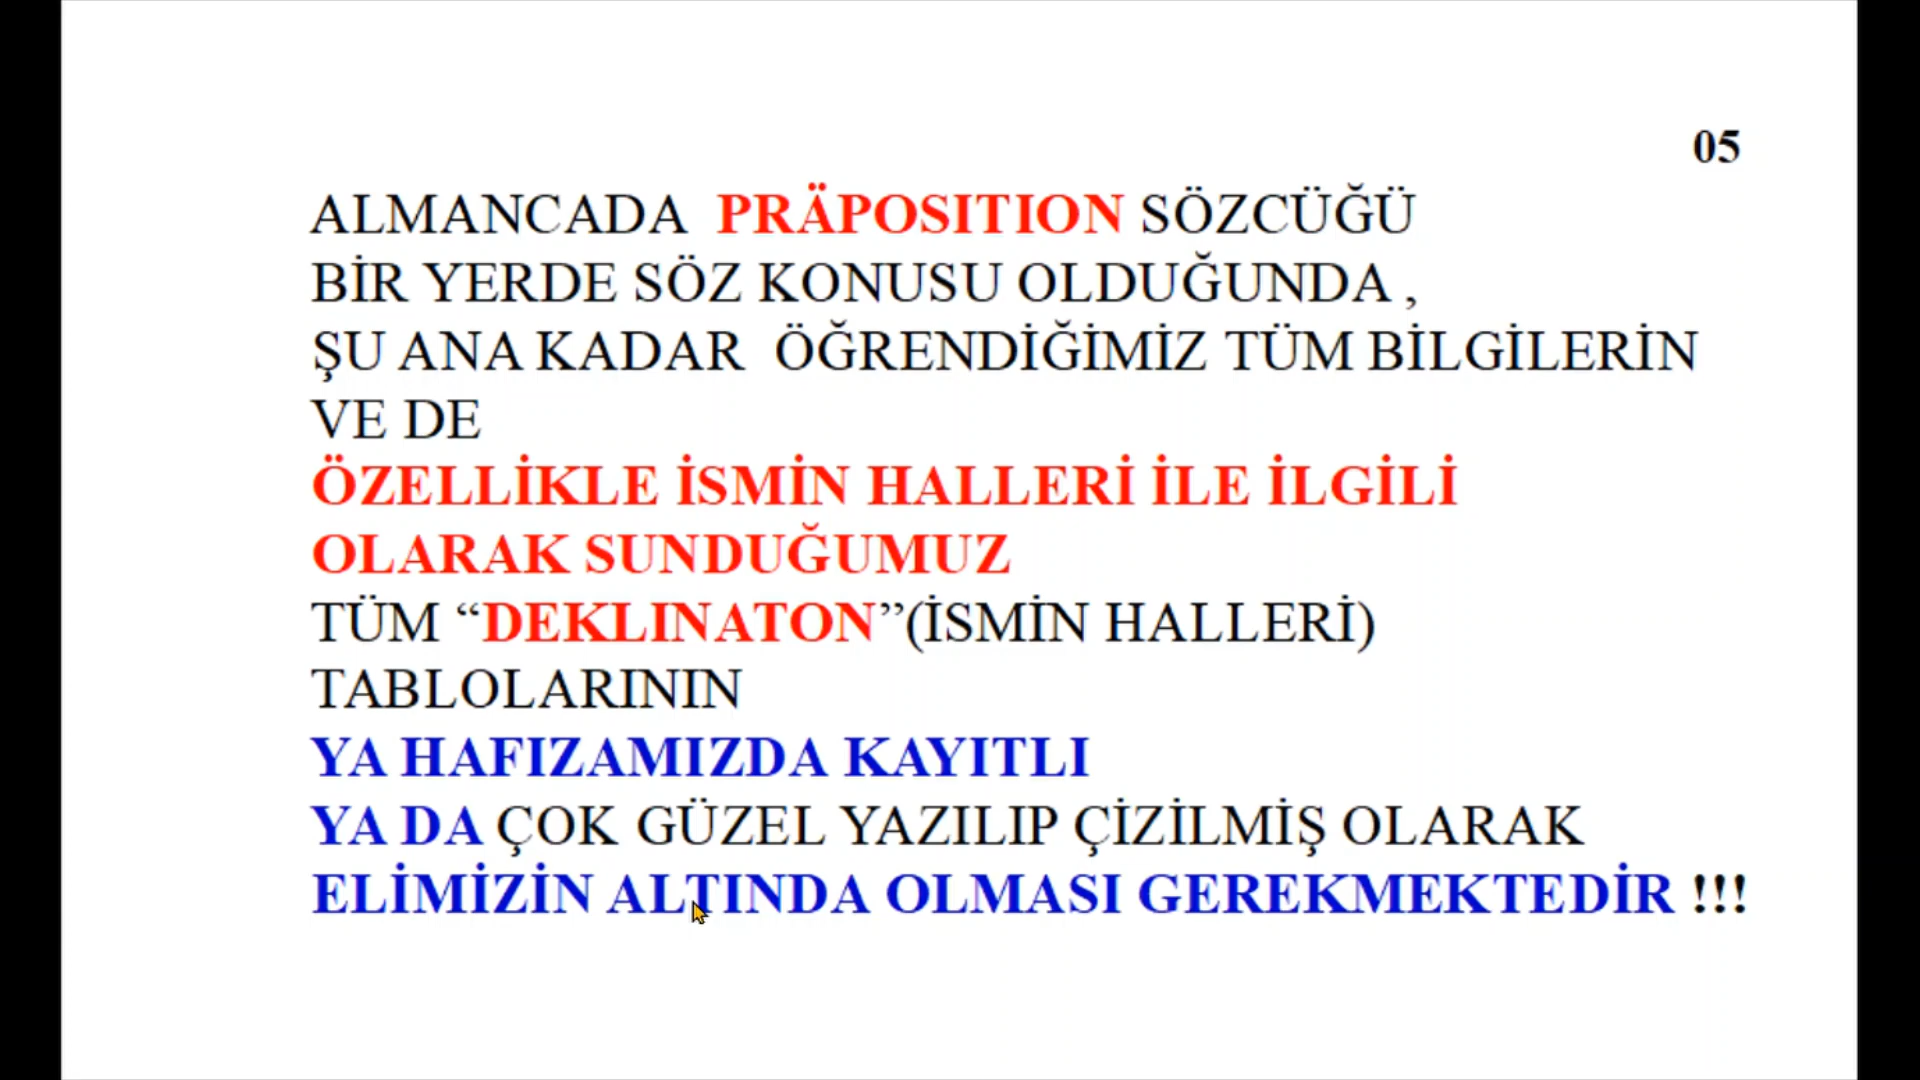 05
ALMANCADA PRÄPOSITION SÖZCÜĞÜ
BİR YERDE SÖZ KONUSU OLDUĞUNDA ,
ŞU ANA KADAR ÖĞRENDİĞİMİZ TÜM BİLGİLERİN
VE DE
ÖZELLİKLE İSMİN HALLERİ İLE İLGİLİ
OLARAK SUNDUĞUMUZ
TÜM “DEKLINATON”(İSMİN HALLERİ)
TABLOLARININ
YA HAFIZAMIZDA KAYITLI
YA DA ÇOK GÜZEL YAZILIP ÇİZİLMİŞ OLARAK
ELİMİZİN ALTINDA OLMASI GEREKMEKTEDİR !!!